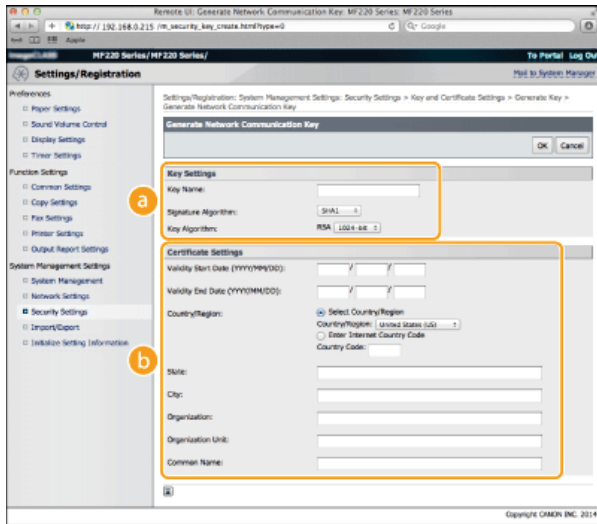 Remote UI: Generate Network Communication Key: MF220 Series: MF220 Series
http://192.168.0.215/m_security_key_create.html?type=0
Google
Apple
MF220 Series/MF220 Series/
To Portal Log Ou
Settings/Registration
Mail to System Manager
Preferences
Paper Settings
Sound Volume Control
Display Settings
Timer Settings
Function Settings
Common Settings
Copy Settings
Fax Settings
Printer Settings
Output Report Settings
System Management Settings
System Management
Network Settings
Security Settings
Import/Export
Initialize Setting Information
Settings/Registration: System Management Settings: Security Settings > Key and Certificate Settings > Generate Key >
Generate Network Communication Key
Generate Network Communication Key
OK Cancel
a
Key Settings
Key Name:
Signature Algorithm: SHA1
Key Algorithm: RSA 1024-bit
b
Certificate Settings
Validity Start Date (YYYY/MM/DD): / /
Validity End Date (YYYY/MM/DD): / /
Country/Region: Select Country/Region
Country/Region: United States (US)
Enter Internet Country Code
Country Code:
State:
City:
Organization:
Organization Unit:
Common Name:
Copyright CANON INC. 2014